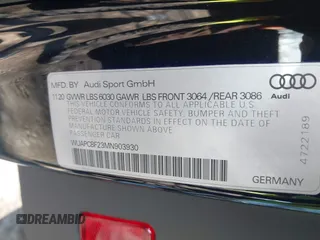 MFD. BY Audi Sport GmbH
11/20 GVWR LBS 6030 GAWR LBS FRONT 3064 /REAR 3086
THIS VEHICLE CONFORMS TO ALL APPLICABLE U.S.
FEDERAL MOTOR VEHICLE SAFETY, BUMPER, AND
THEFT PREVENTION STANDARDS IN EFFECT ON THE
DATE OF MANUFACTURE SHOWN ABOVE
PASSENGER CAR
WUAPCBF23MN903930
GERMANY
Audi
4722189
DREAMBID